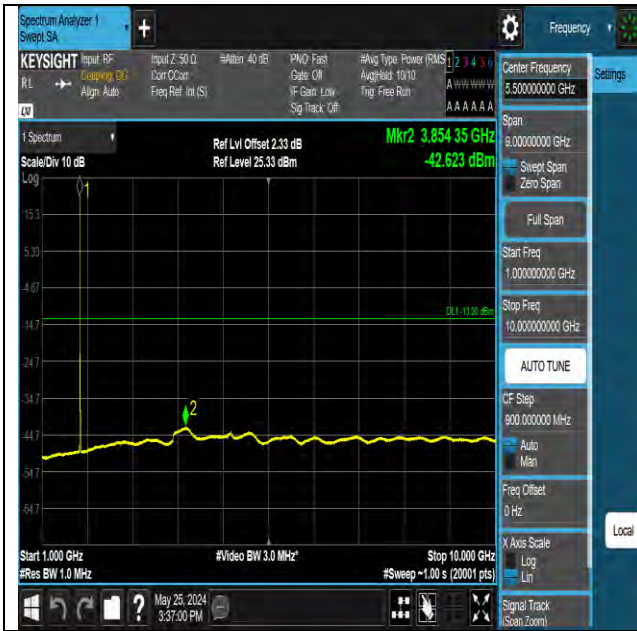 Spectrum Analyzer 1
Swept SA
+
Frequency
KEYSIGHT
RL
Input: RF
Coupling: DC
Align: Auto
Input Z: 50 Ω
Corr CCorr
Freq Ref: Int (S)
#Atten: 40 dB
PNO: Fast
Gate: Off
IF Gain: Low
Sig Track: Off
#Avg Type: Power (RMS
Avg|Hold: 10/10
Trig: Free Run
1 2 3 4 5 6
A W W W W W
A A A A A A
1 Spectrum
Scale/Div 10 dB
Ref Lvl Offset 2.33 dB
Ref Level 25.33 dBm
Mkr2 3.854 35 GHz
-42.623 dBm
Log
15.3
5.33
-4.67
-14.7
-24.7
-34.7
-44.7
-54.7
-64.7
1
2
DL1 -13.00 dBm
Start 1.000 GHz
#Res BW 1.0 MHz
#Video BW 3.0 MHz*
Stop 10.000 GHz
#Sweep ~1.00 s (20001 pts)
Center Frequency
5.500000000 GHz
Settings
Span
9.00000000 GHz
Swept Span
Zero Span
Full Span
Start Freq
1.000000000 GHz
Stop Freq
10.000000000 GHz
AUTO TUNE
CF Step
900.000000 MHz
Auto
Man
Freq Offset
0 Hz
X Axis Scale
Log
Lin
Local
Signal Track
(Span Zoom)
?
May 25, 2024
3:37:00 PM